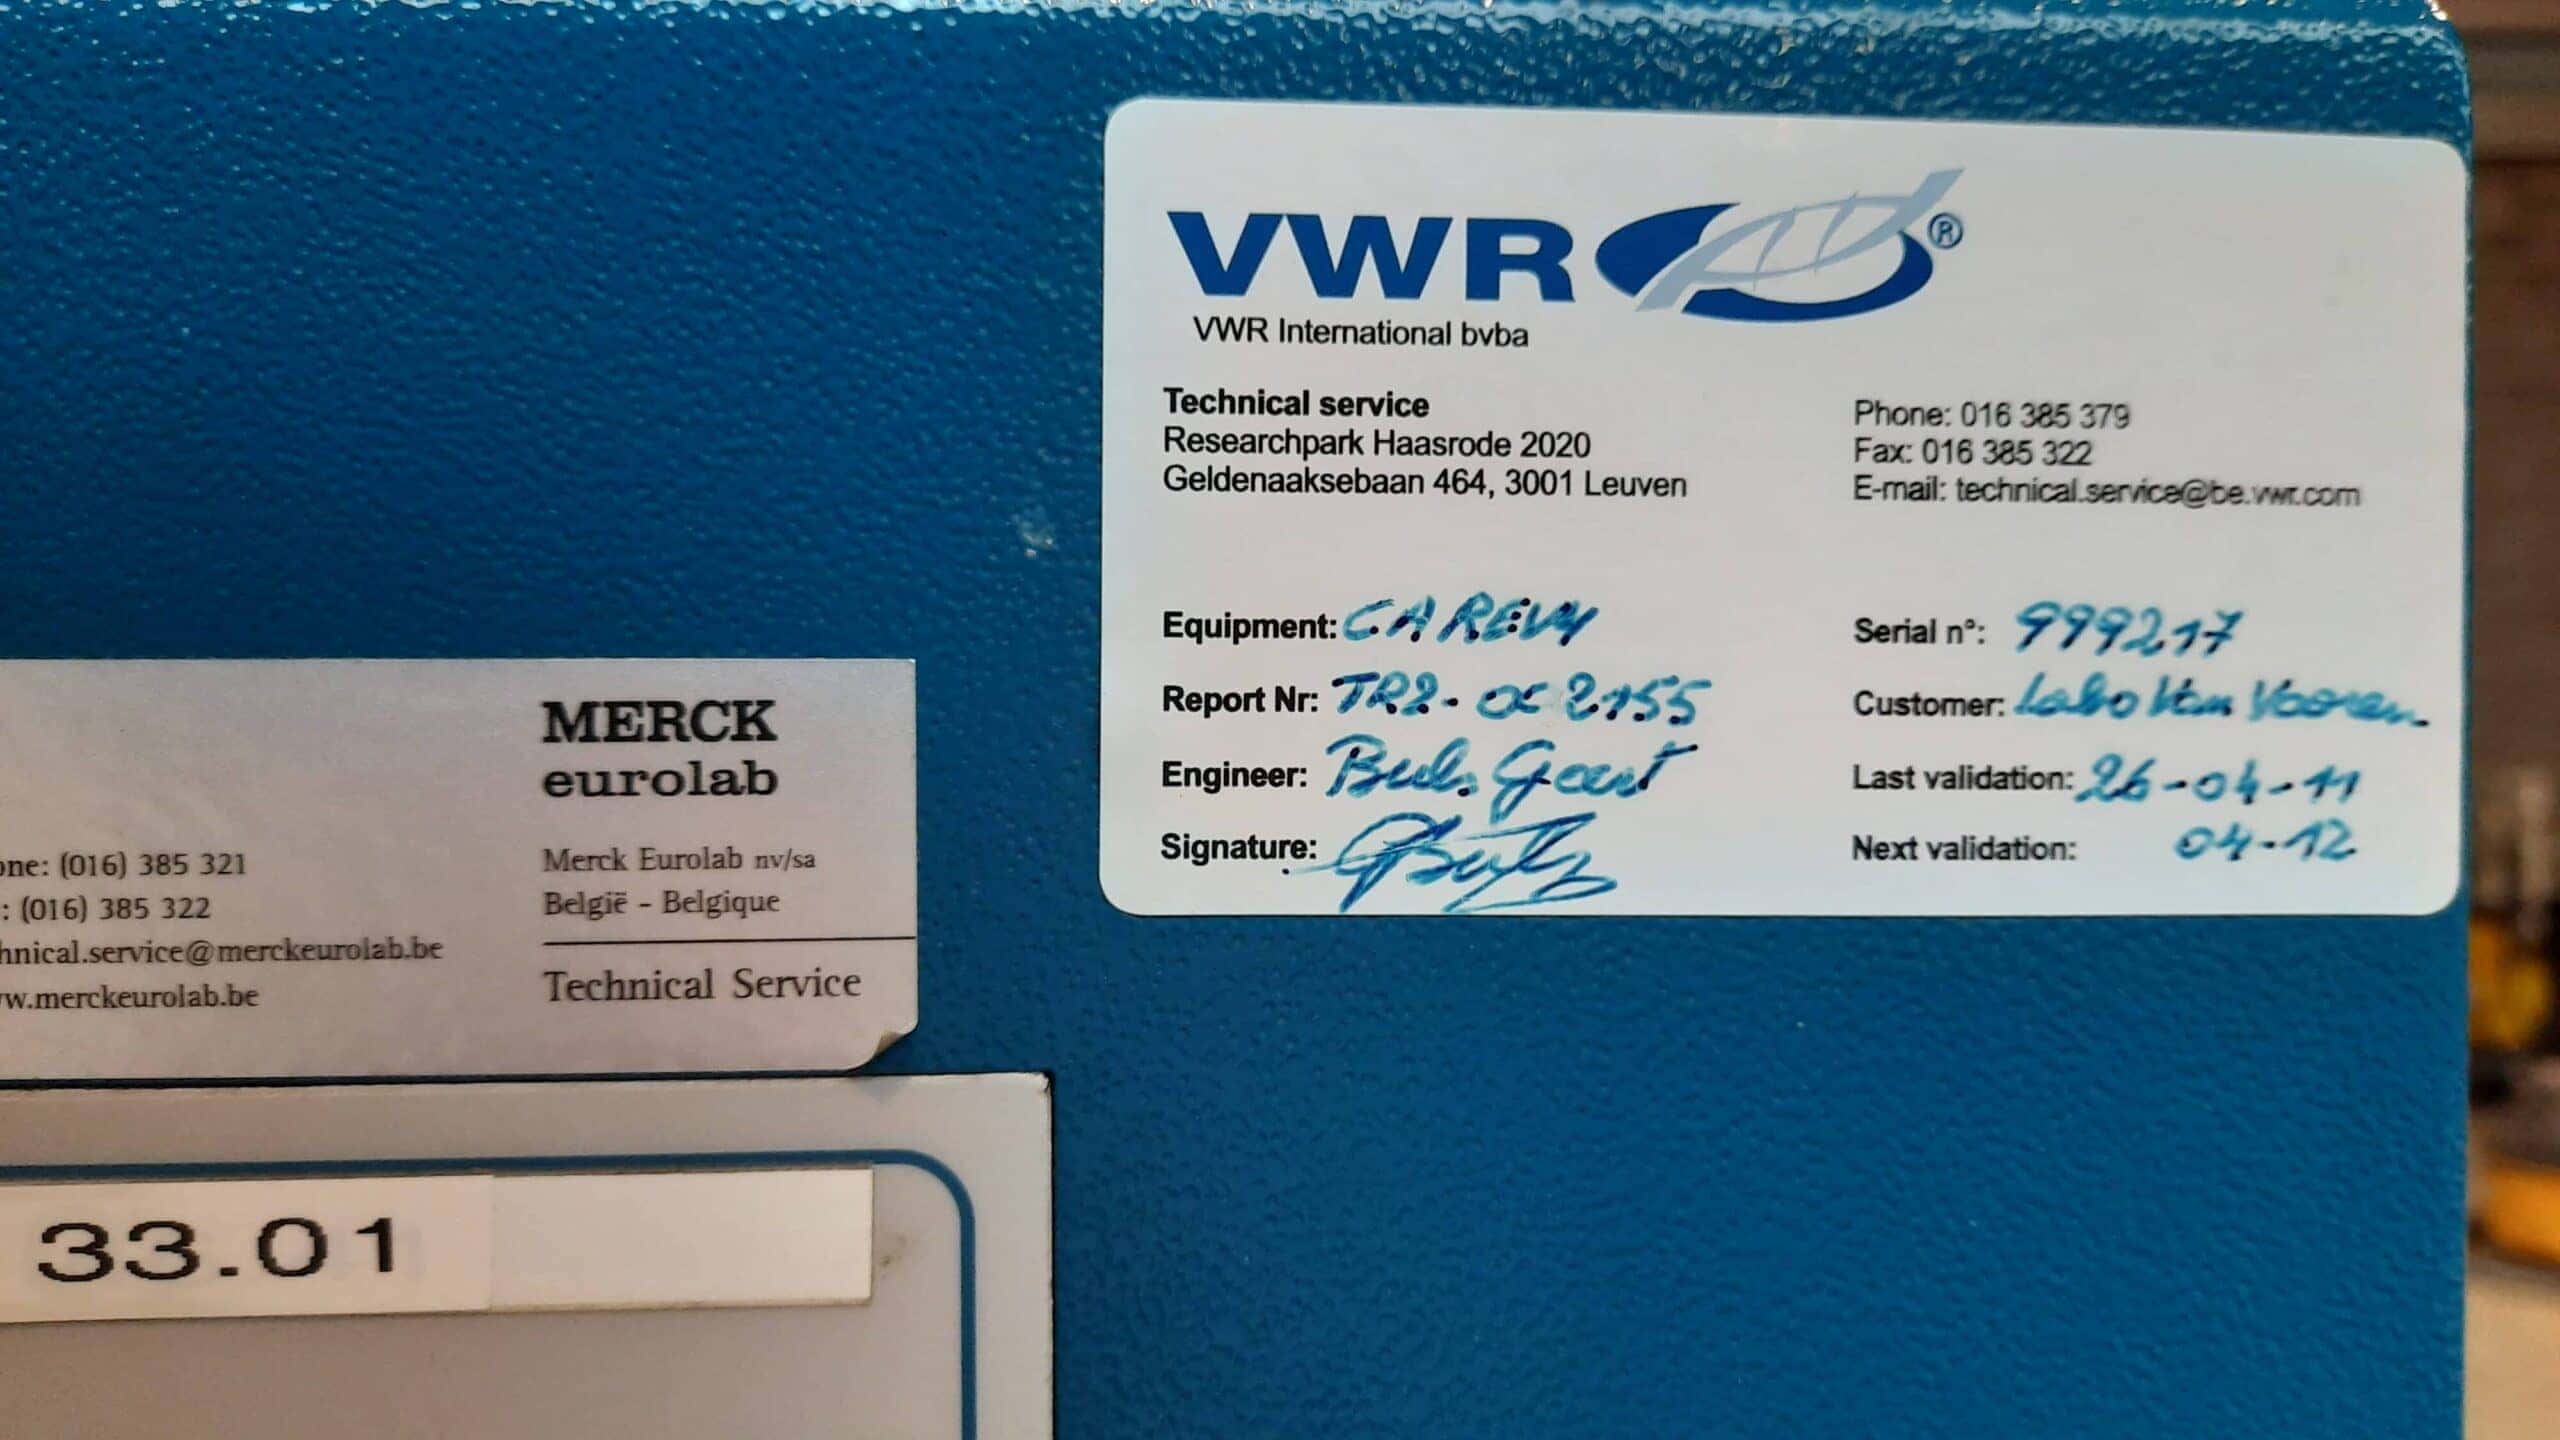 VWR®
VWR International bvba
Technical service
Researchpark Haasrode 2020
Geldenaaksebaan 464, 3001 Leuven
Phone: 016 385 379
Fax: 016 385 322
E-mail: technical.service@be.vwr.com
Equipment:
Serial n°: 999217
Report Nr: TR2-
Customer: Labo Van Vooren
Engineer: Geert
Last validation: 26-04-11
Signature:
Next validation: 04-12
MERCK
eurolab
one: (016) 385 321
: (016) 385 322
hnical.service@merckeurolab.be
w.merckeurolab.be
Merck Eurolab nv/sa
België - Belgique
Technical Service
33.01